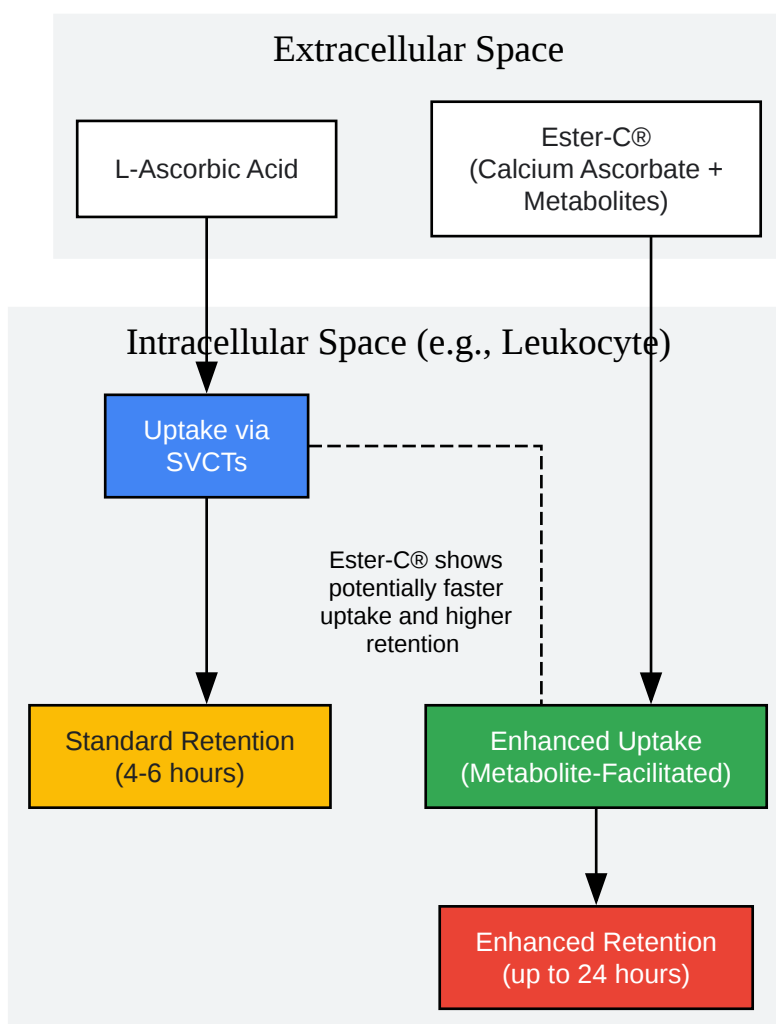 Extracellular Space
L-Ascorbic Acid
Ester-C®
(Calcium Ascorbate +
Metabolites)
Intracellular Space (e.g., Leukocyte)
Uptake via
SVCTs
Ester-C® shows
potentially faster
uptake and higher
retention
Standard Retention
(4-6 hours)
Enhanced Uptake
(Metabolite-Facilitated)
Enhanced Retention
(up to 24 hours)